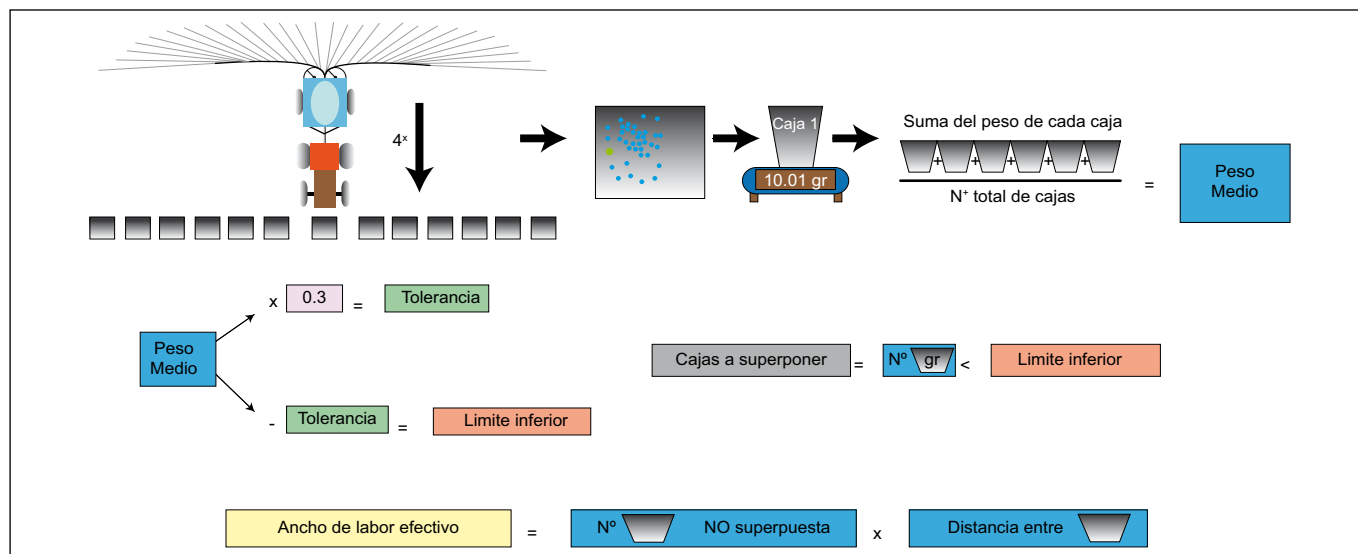 4x
Caja 1
10.01 gr
Suma del peso de cada caja
+ + + + +
N+ total de cajas
=
Peso
Medio
x 0.3 = Tolerancia
Peso
Medio
- Tolerancia = Limite inferior
Cajas a superponer = Nº gr < Limite inferior
Ancho de labor efectivo = Nº NO superpuesta x Distancia entre